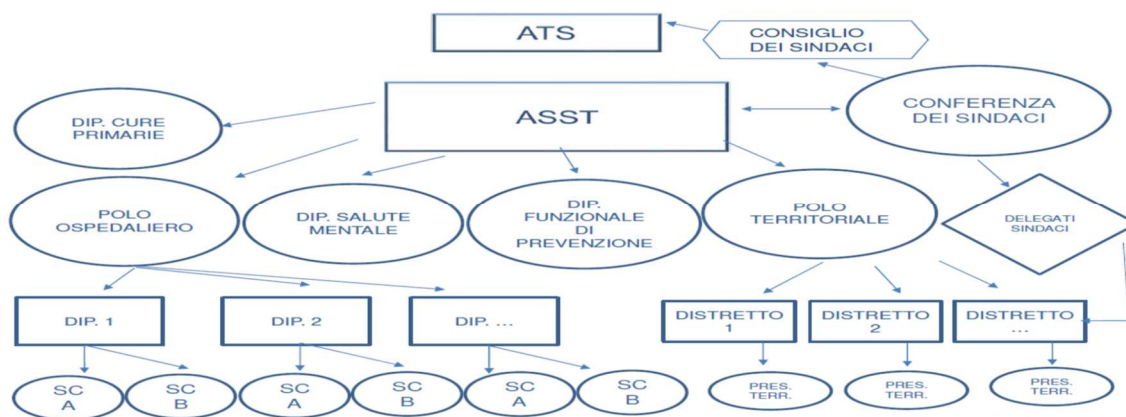 ATS
CONSIGLIO
DEI SINDACI
ASST
CONFERENZA
DEI SINDACI
DIP. CURE
PRIMARIE
POLO
OSPEDALIERO
DIP. SALUTE
MENTALE
DIP.
FUNZIONALE
DI
PREVENZIONE
POLO
TERRITORIALE
DELEGATI
SINDACI
DIP. 1
DIP. 2
DIP. ...
DISTRETTO
1
DISTRETTO
2
DISTRETTO
...
SC
A
SC
B
SC
A
SC
B
SC
A
SC
B
PRES.
TERR.
PRES.
TERR.
PRES.
TERR.